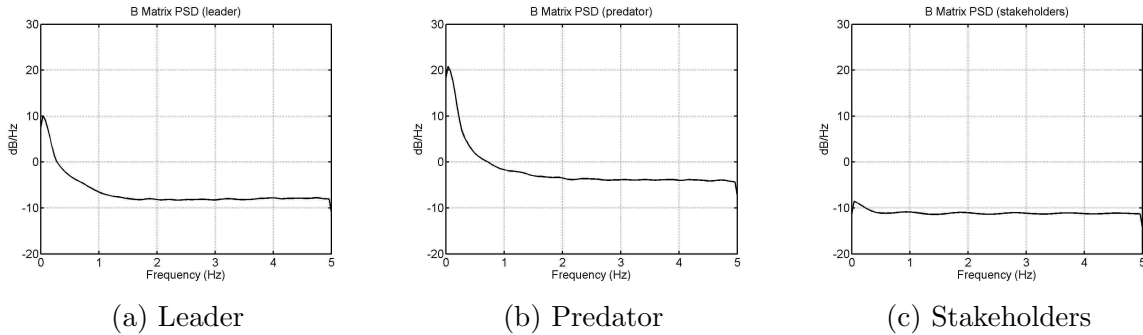 B Matrix PSD (leader)
30
20
10
0
-10
-20
dB/Hz
0 1 2 3 4 5
Frequency (Hz)
(a) Leader
B Matrix PSD (predator)
30
20
10
0
-10
-20
dB/Hz
0 1 2 3 4 5
Frequency (Hz)
(b) Predator
B Matrix PSD (stakeholders)
30
20
10
0
-10
-20
dB/Hz
0 1 2 3 4 5
Frequency (Hz)
(c) Stakeholders